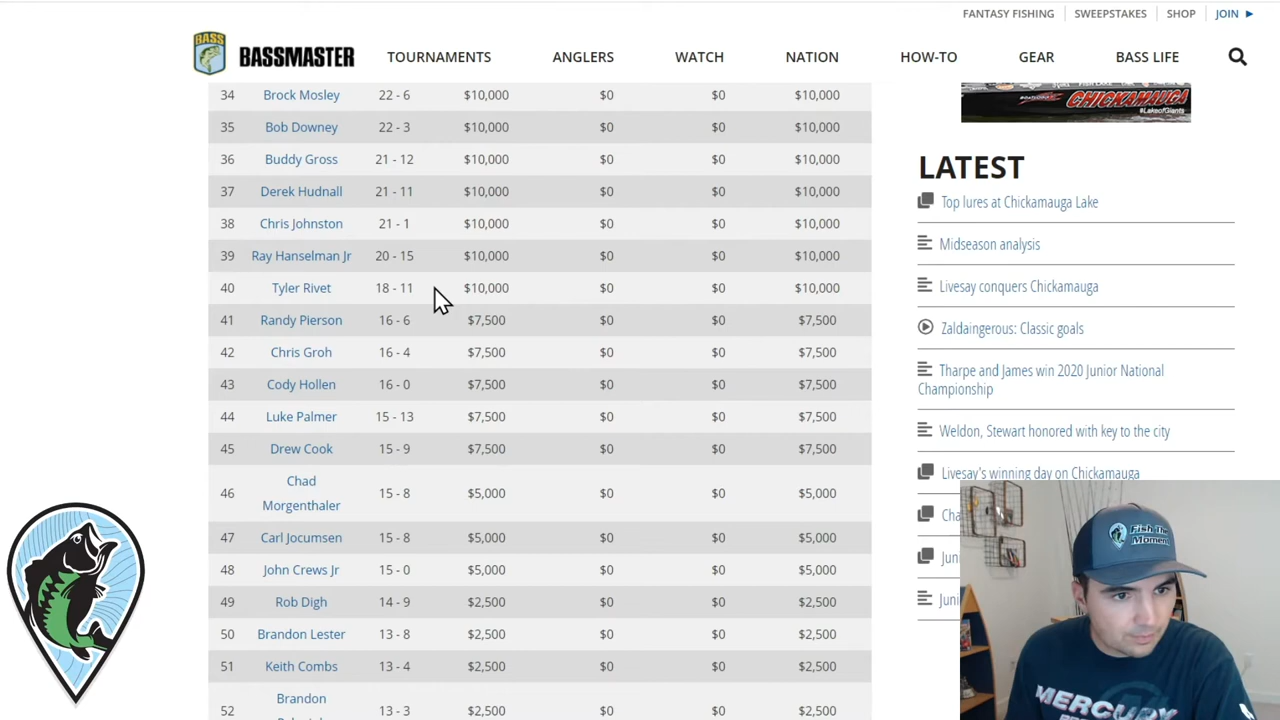 FANTASY FISHING SWEEPSTAKES SHOP JOIN
BASS BASSMASTER TOURNAMENTS ANGLERS WATCH NATION HOW-TO GEAR BASS LIFE
34 $0 $0
35 Bob Downey 22 - 3 $10,000 $0 $0 $10,000
36 Buddy Gross 21 - 12 $10,000 $0 $0 $10,000
37 Derek Hudnall 21 - 11 $10,000 $0 $0 $10,000
38 Chris Johnston 21 - 1 $10,000 $0 $0 $10,000
39 Ray Hanselman Jr 20 - 15 $10,000 $0 $0 $10,000
40 Tyler Rivet 18 - 11 $10,000 $0 $0 $10,000
41 Randy Pierson 16 - 6 $7,500 $0 $0 $7,500
42 Chris Groh 16 - 4 $7,500 $0 $0 $7,500
43 Cody Hollen 16 - 0 $7,500 $0 $0 $7,500
44 Luke Palmer 15 - 13 $7,500 $0 $0 $7,500
45 Drew Cook 15 - 9 $7,500 $0 $0 $7,500
46 Chad Morgenthaler 15 - 8 $5,000 $0 $0 $5,000
47 Carl Jocumsen 15 - 8 $5,000 $0 $0 $5,000
48 John Crews Jr 15 - 0 $5,000 $0 $0 $5,000
49 Rob Digh $2,500 $0 $0 $2,500
50 Brandon Lester 13 - 8 $2,500 $0 $0 $2,500
51 Keith Combs 13 - 4 $2,500 $0 $0 $2,500
52 Brandon $2,500 $0 $0 $2,500
CHICKAMAUGA
#LakeofGiants
LATEST
Top lures at Chickamauga Lake
Midseason analysis
Livesay conquers Chickamauga
Zaldaingerous: Classic goals
Tharpe and James win 2020 Junior National
Championship
Weldon, Stewart honored with key to the city
Livesay's winning day on Chickamauga
Cha
Juni
Juni
Fish The
Moment
MERCURY